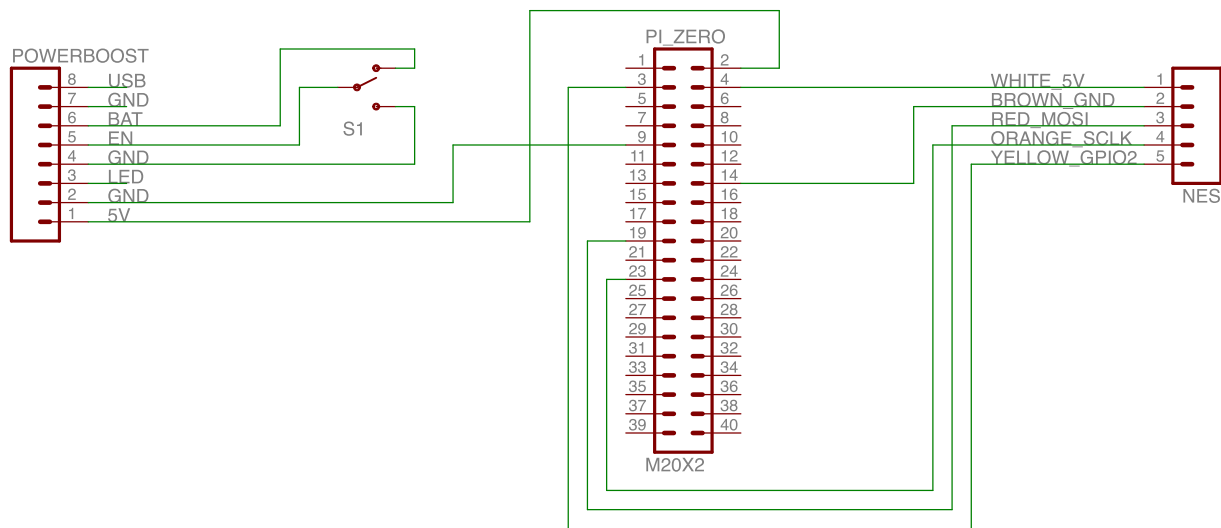 POWERBOOST
8 USB
7 GND
6 BAT
5 EN
4 GND
3 LED
2 GND
1 5V
S1
PI_ZERO
1 2
3 4
5 6
7 8
9 10
11 12
13 14
15 16
17 18
19 20
21 22
23 24
25 26
27 28
29 30
31 32
33 34
35 36
37 38
39 40
M20X2
WHITE_5V 1
BROWN_GND 2
RED_MOSI 3
ORANGE_SCLK 4
YELLOW_GPIO2 5
NES